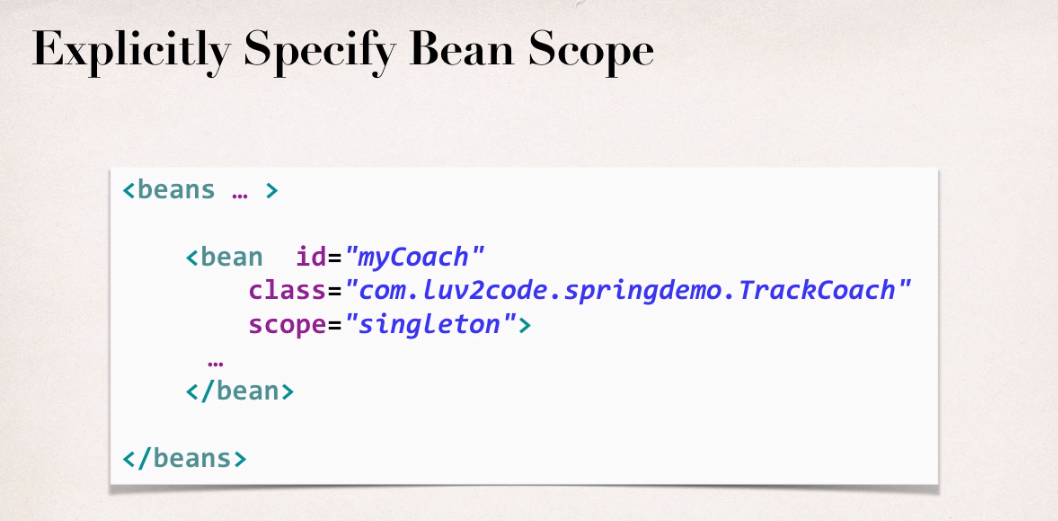 Explicitly Specify Bean Scope
<beans … >
<bean id="myCoach"
class="com.luv2code.springdemo.TrackCoach"
scope="singleton">
…
</bean>
</beans>